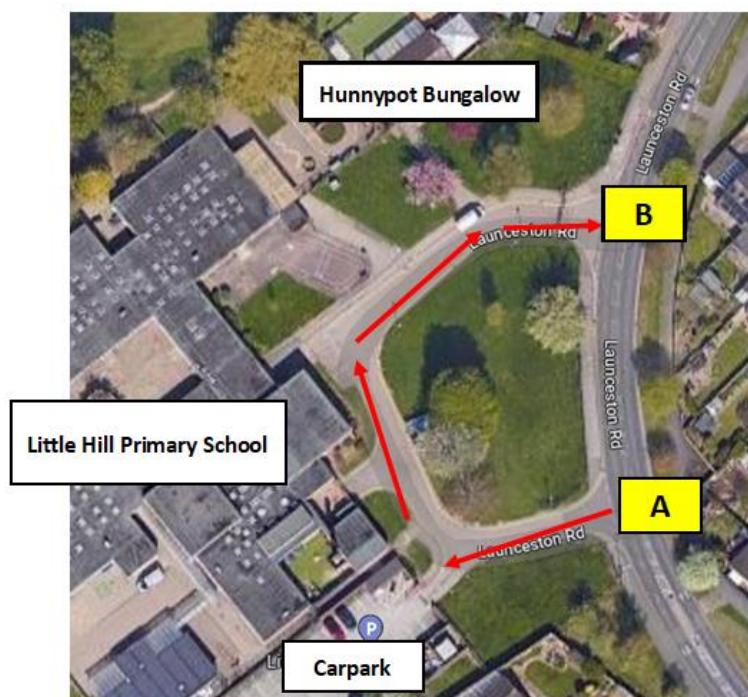 Hunnypot Bungalow
Launceston Rd
B
Launceston Rd
Little Hill Primary School
Launceston Rd
A
Launceston Rd
P
Carpark